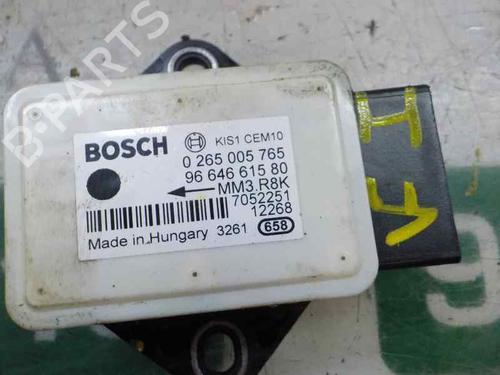 B-PARTS
BOSCH
KIS1 CEM10
0 265 005 765
96 646 615 80
MM3.R8K
7052251
12268
Made in Hungary 3261 658
9